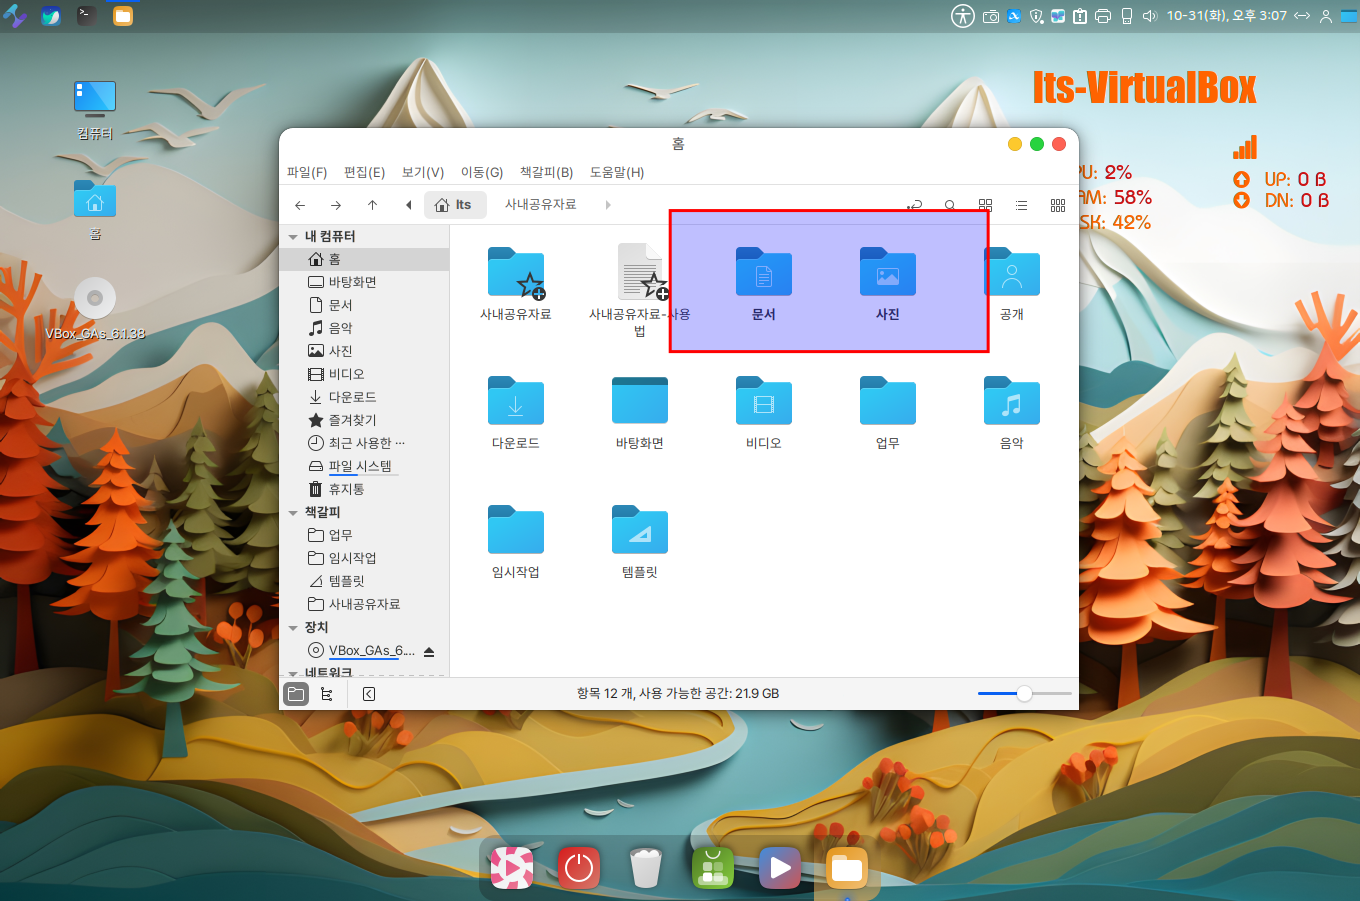 10-31(화), 오후 3:07
lts-VirtualBox
컴퓨터
홈
VBox_GAs_6.1.38
PU: 2%
AM: 58%
SK: 42%
UP: 0 B
DN: 0 B
홈
파일(F) 편집(E) 보기(V) 이동(G) 책갈피(B) 도움말(H)
lts 사내공유자료
내 컴퓨터
홈
바탕화면
문서
음악
사진
비디오
다운로드
즐겨찾기
최근 사용한 ···
파일 시스템
휴지통
책갈피
업무
임시작업
템플릿
사내공유자료
장치
VBox_GAs_6....
네트워크
사내공유자료
사내공유자료-사용
법
문서
사진
공개
다운로드
바탕화면
비디오
업무
음악
임시작업
템플릿
항목 12 개, 사용 가능한 공간: 21.9 GB